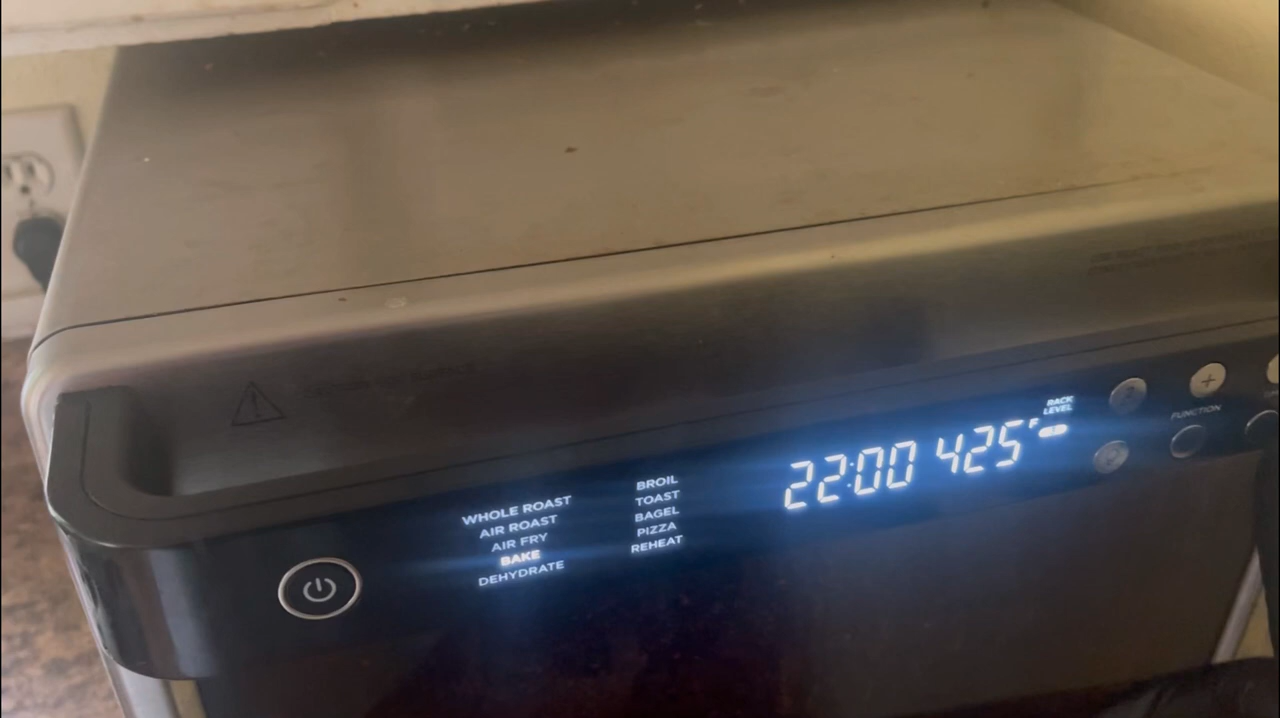 WHOLE ROAST
AIR ROAST
AIR FRY
BAKE
DEHYDRATE
BROIL
TOAST
BAGEL
PIZZA
REHEAT
22:00 425°F
RACK
LEVEL
FUNCTION